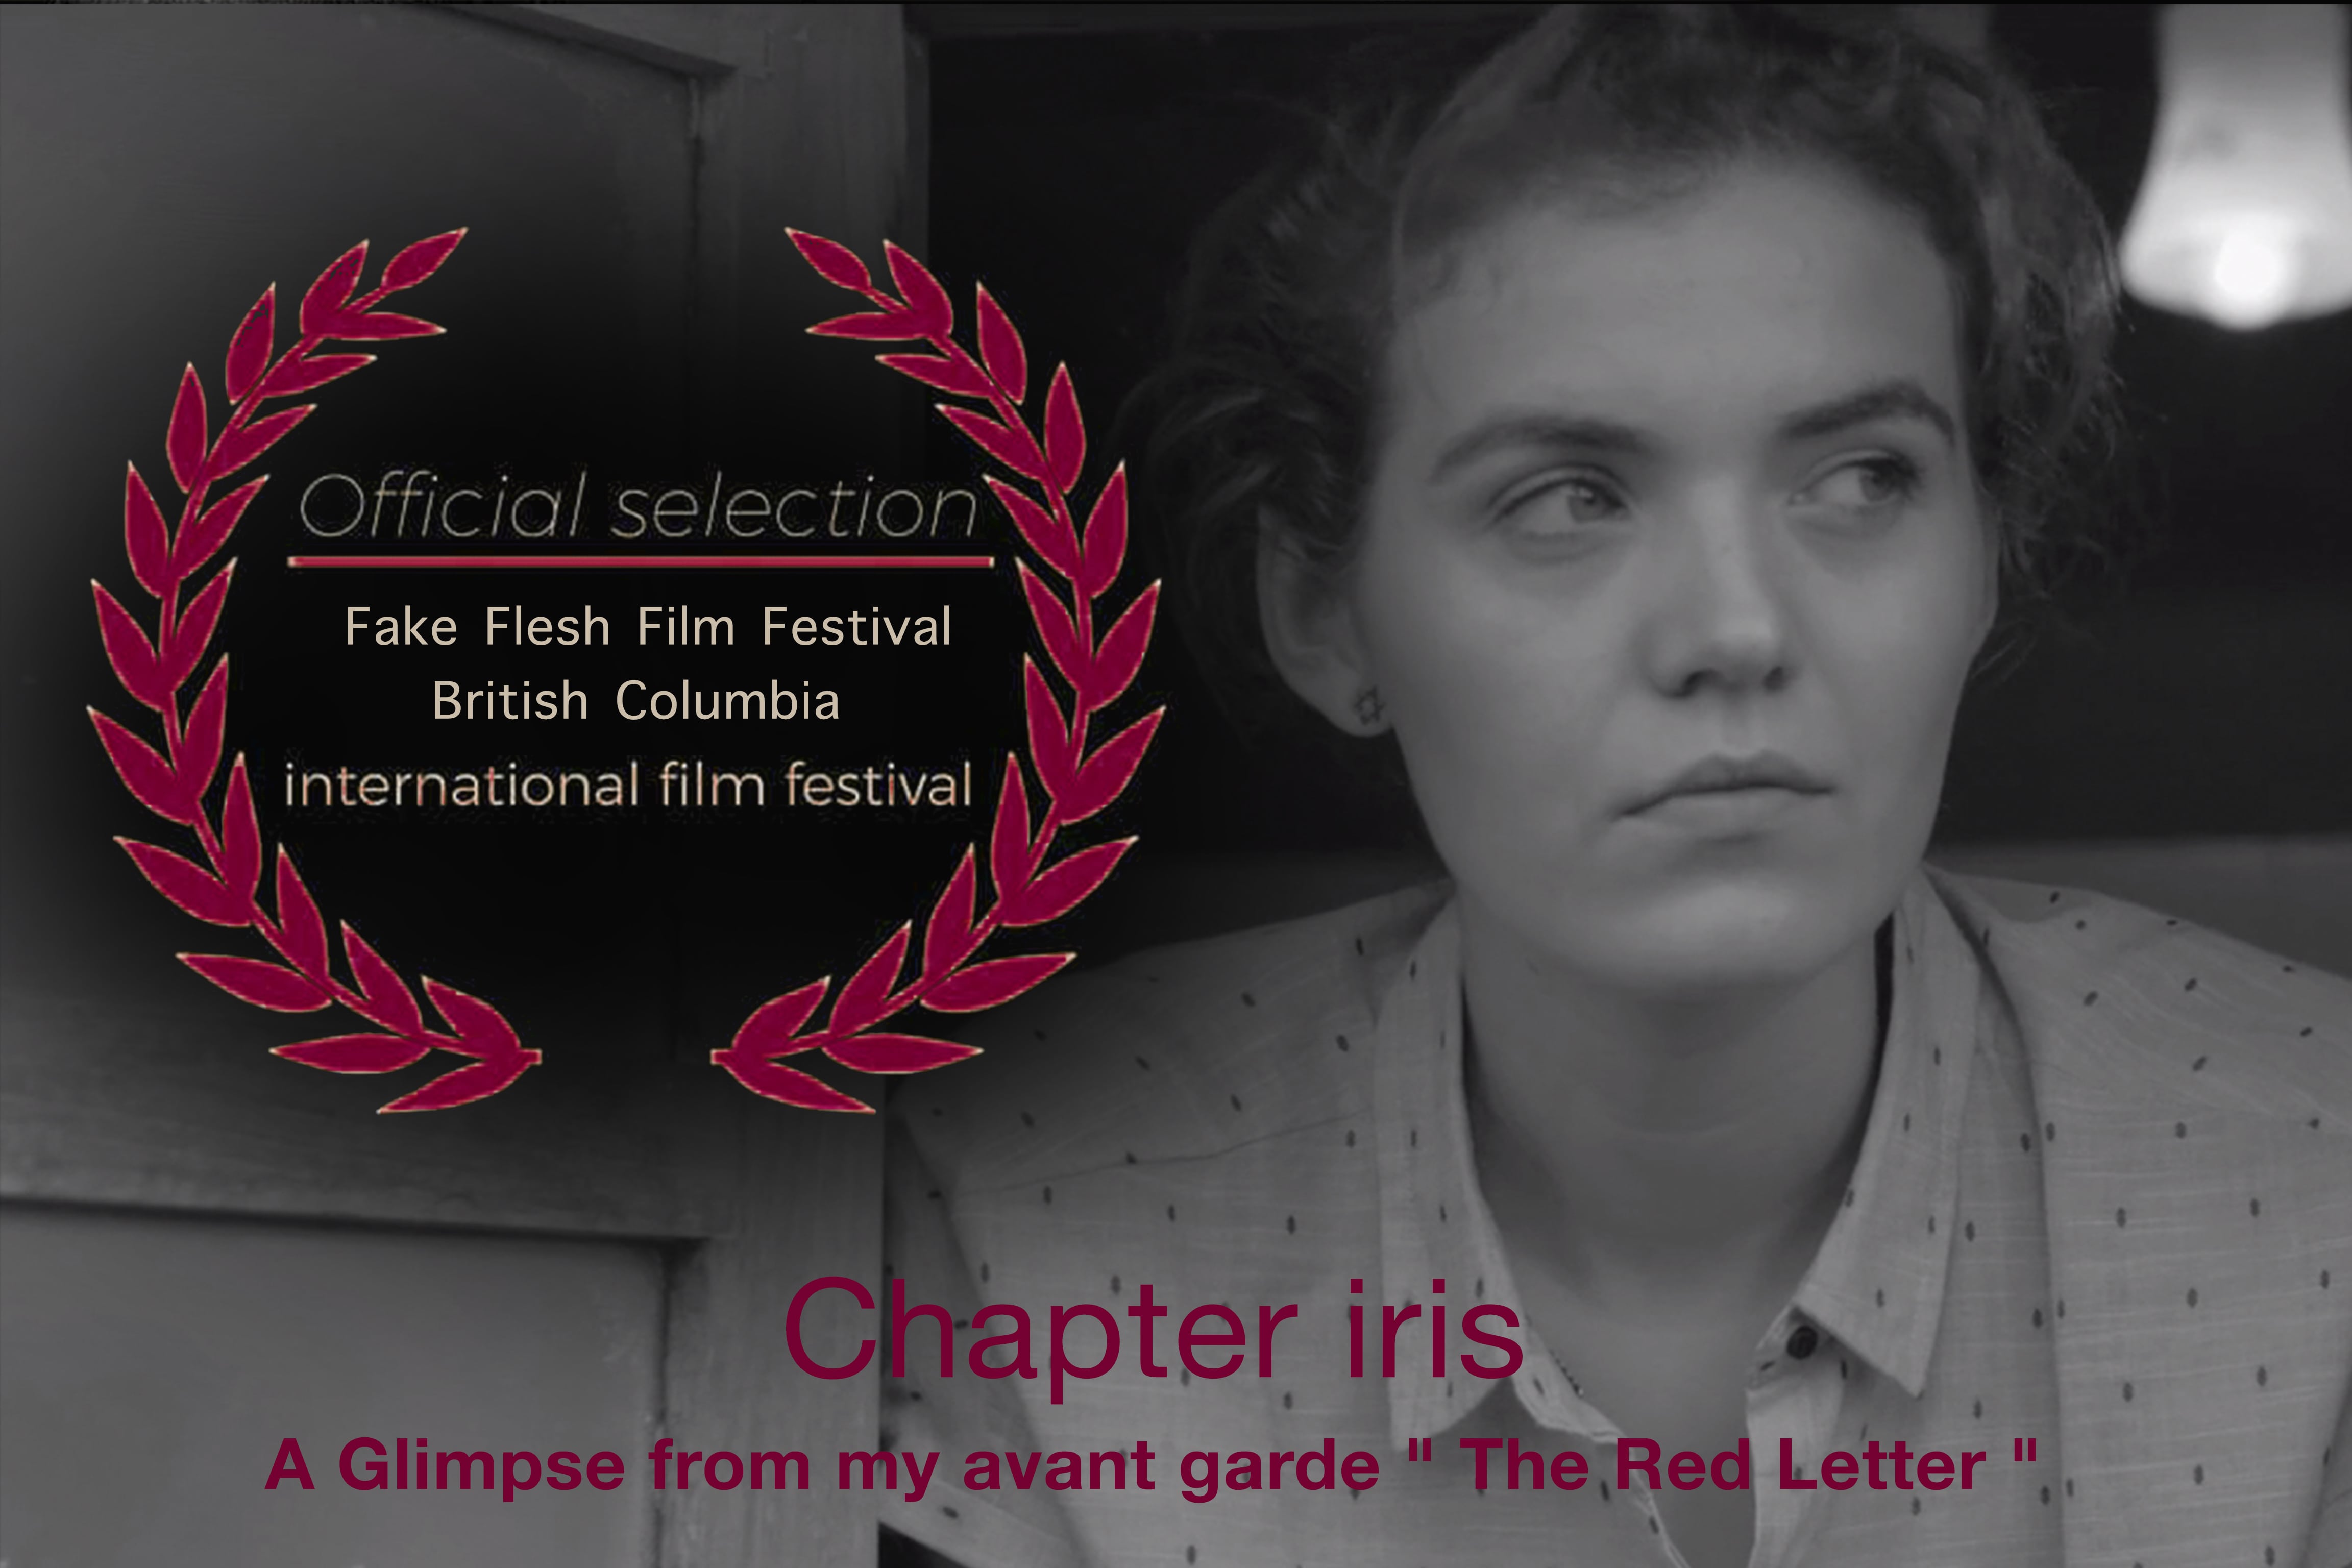 Official selection
Fake Flesh Film Festival
British Columbia
international film festival
Chapter iris
A Glimpse from my avant garde " The Red Letter "